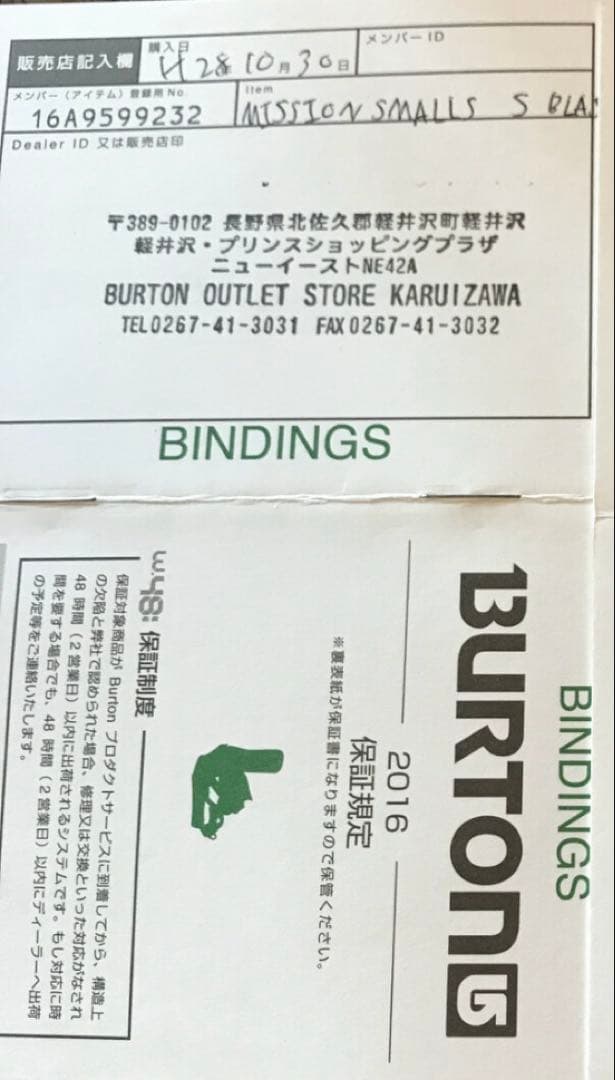 販売店記入欄
購入日
H 28年 10月 30日
メンバーID
メンバー(アイテム)登録用No.
16A9599232
Item
MISSION SMALLS S BLA
Dealer ID 又は販売店印
〒389-0102 長野県北佐久郡軽井沢町軽井沢
軽井沢・プリンスショッピングプラザ
ニューイーストNE42A
BURTON OUTLET STORE KARUIZAWA
TEL0267-41-3031 FAX0267-41-3032
BINDINGS
BINDINGS
BURTON
2016
保証規定
※裏表紙が保証書になりますので保管ください。
保証制度
保証対象商品が Burton プロダクトサービスに到着してから、構造上
の欠陥と弊社で認められた場合、修理又は交換といった対応がなされ
48 時間(2 営業日)以内に出荷されるシステムです。もし対応に時
間を要する場合でも、48 時間(2 営業日)以内にディーラーへ出荷
の予定等をご連絡いたします。